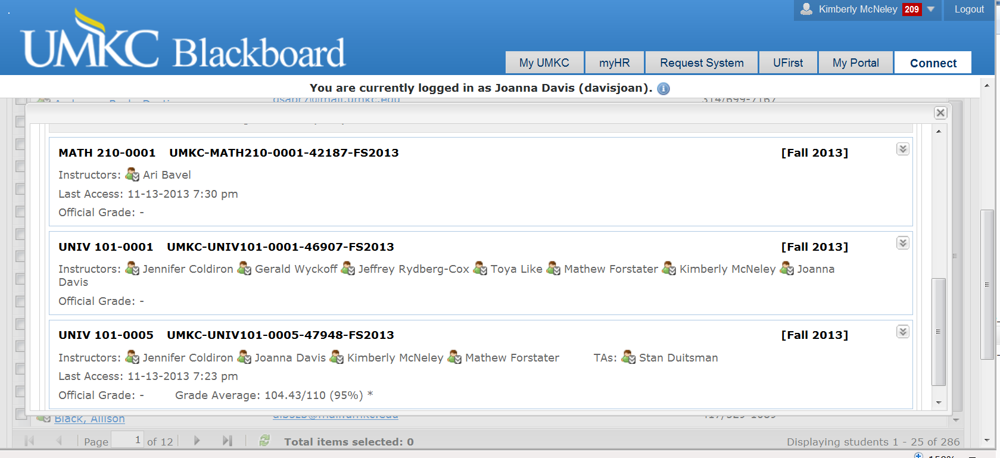 Kimberly McNeley 209 Logout
UMKC Blackboard
My UMKC myHR Request System UFirst My Portal Connect
You are currently logged in as Joanna Davis (davisjoan).
MATH 210-0001 UMKC-MATH210-0001-42187-FS2013 [Fall 2013]
Instructors: Ari Bavel
Last Access: 11-13-2013 7:30 pm
Official Grade: -
UNIV 101-0001 UMKC-UNIV101-0001-46907-FS2013 [Fall 2013]
Instructors: Jennifer Coldiron Gerald Wyckoff Jeffrey Rydberg-Cox Toya Like Mathew Forstater Kimberly McNeley Joanna
Davis
Official Grade: -
UNIV 101-0005 UMKC-UNIV101-0005-47948-FS2013 [Fall 2013]
Instructors: Jennifer Coldiron Joanna Davis Kimberly McNeley Mathew Forstater TAs: Stan Duitsman
Last Access: 11-13-2013 7:23 pm
Official Grade: - Grade Average: 104.43/110 (95%) *
Black, Allison
Page 1 of 12 Total items selected: 0 Displaying students 1 - 25 of 286